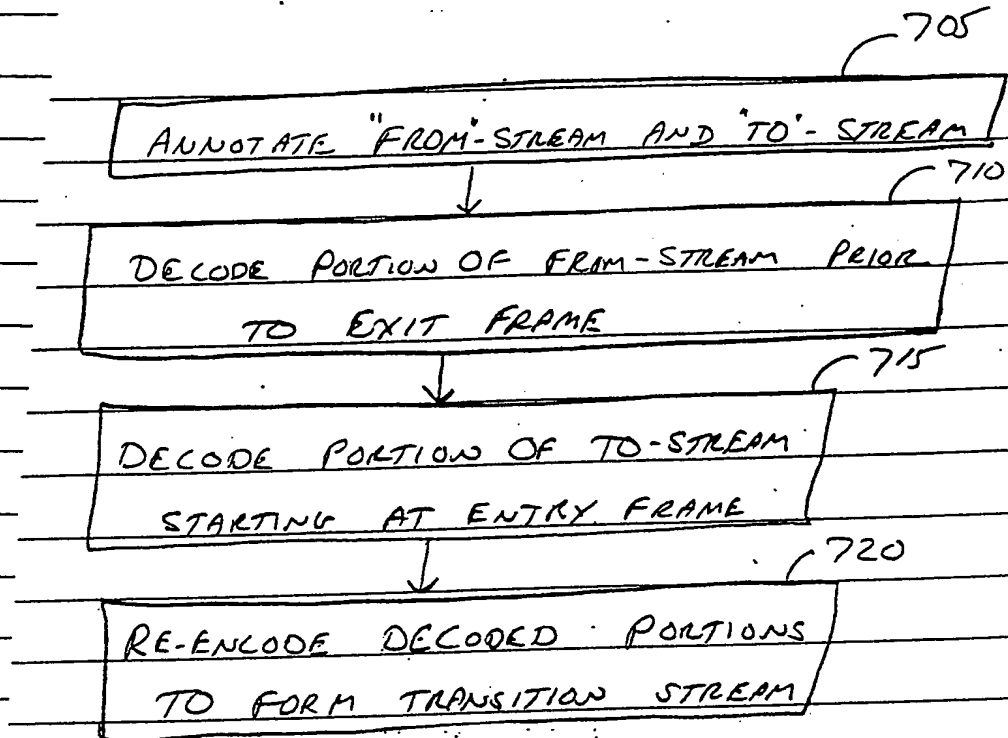 705
ANNOTATE "FROM"-STREAM AND "TO"-STREAM
710
DECODE PORTION OF FROM-STREAM PRIOR
TO EXIT FRAME
715
DECODE PORTION OF TO-STREAM
STARTING AT ENTRY FRAME
720
RE-ENCODE DECODED PORTIONS
TO FORM TRANSITION STREAM